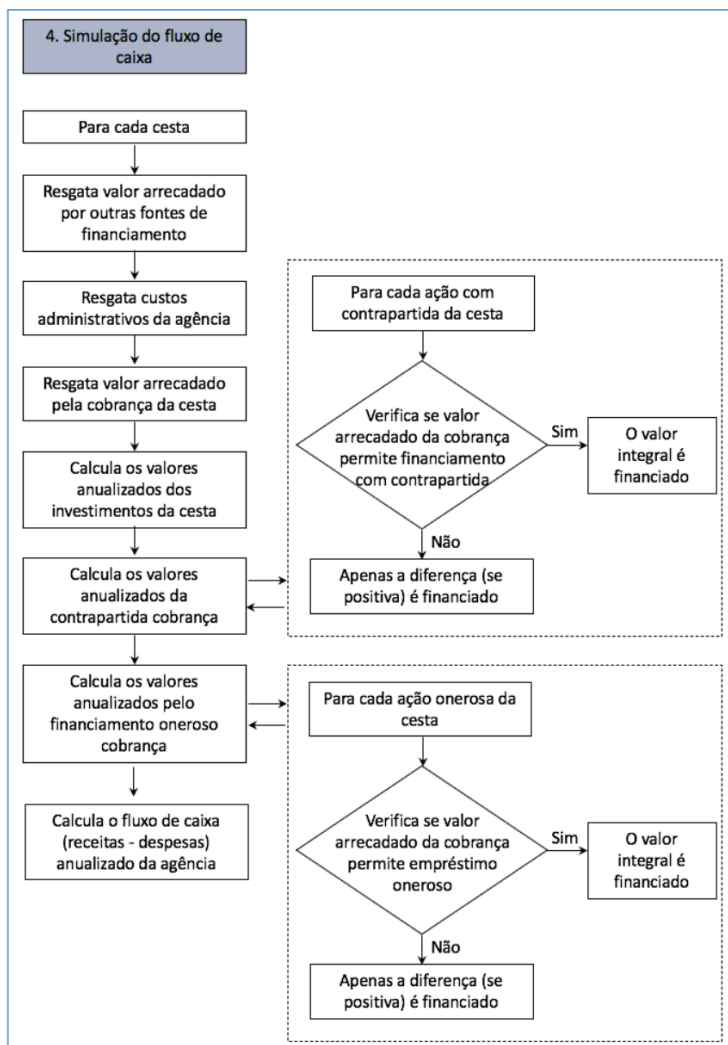 4. Simulação do fluxo de
caixa
Para cada cesta
Resgata valor arrecadado
por outras fontes de
financiamento
Resgata custos
administrativos da agência
Resgata valor arrecadado
pela cobrança da cesta
Calcula os valores
anualizados dos
investimentos da cesta
Calcula os valores
anualizados da
contrapartida cobrança
Para cada ação com
contrapartida da cesta
Verifica se valor
arrecadado da cobrança
permite financiamento
com contrapartida
Sim
O valor
integral é
financiado
Não
Apenas a diferença (se
positiva) é financiado
Calcula os valores
anualizados pelo
financiamento oneroso
cobrança
Para cada ação onerosa da
cesta
Verifica se valor
arrecadado da cobrança
permite empréstimo
oneroso
Sim
O valor
integral é
financiado
Não
Apenas a diferença (se
positiva) é financiado
Calcula o fluxo de caixa
(receitas - despesas)
anualizado da agência